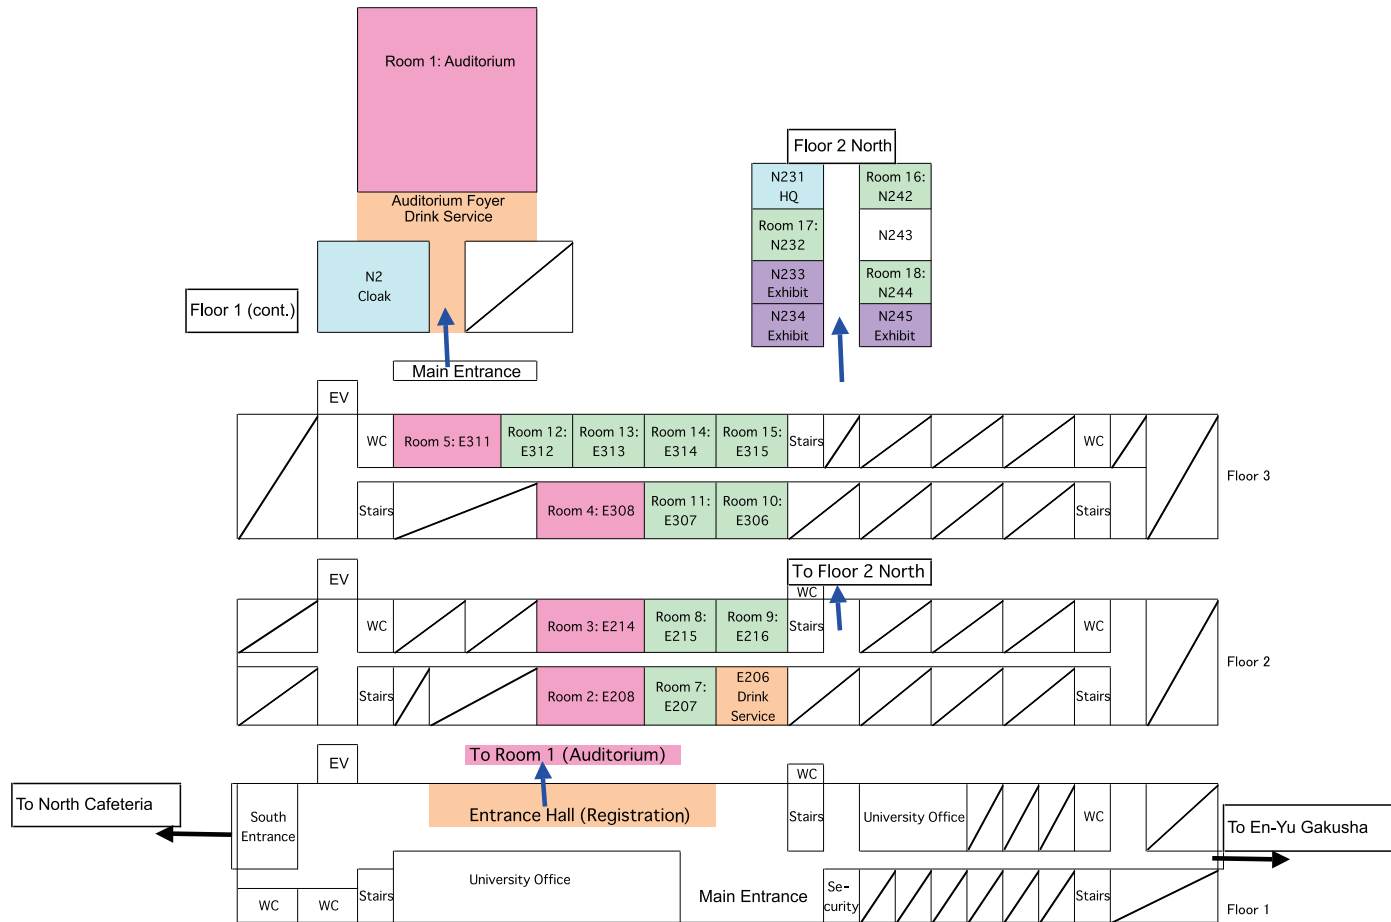 Room 1: Auditorium
Auditorium Foyer
Drink Service
N2
Cloak
Floor 1 (cont.)
Main Entrance
Floor 2 North
N231
HQ
Room 16:
N242
Room 17:
N232
N243
N233
Exhibit
Room 18:
N244
N234
Exhibit
N245
Exhibit
EV
WC
Room 5: E311
Room 12:
E312
Room 13:
E313
Room 14:
E314
Room 15:
E315
Stairs
WC
Floor 3
Stairs
Room 4: E308
Room 11:
E307
Room 10:
E306
Stairs
EV
To Floor 2 North
WC
WC
Room 3: E214
Room 8:
E215
Room 9:
E216
Stairs
WC
Floor 2
Stairs
Room 2: E208
Room 7:
E207
E206
Drink
Service
Stairs
EV
To Room 1 (Auditorium)
WC
To North Cafeteria
South
Entrance
Entrance Hall (Registration)
Stairs
University Office
WC
To En-Yu Gakusha
WC
WC
Stairs
University Office
Main Entrance
Se-
curity
Stairs
Floor 1